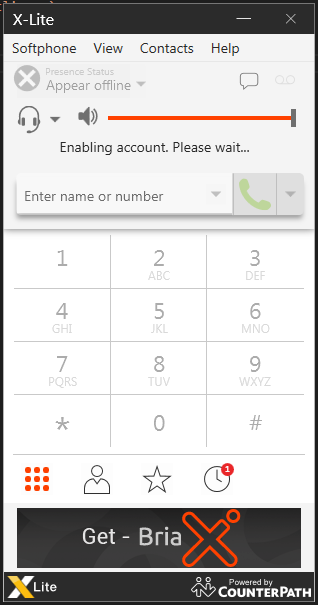 X-Lite
Softphone View Contacts Help
Presence Status
Appear offline
Enabling account. Please wait...
Enter name or number
1 2 3
ABC DEF
4 5 6
GHI JKL MNO
7 8 9
PQRS TUV WXYZ
* 0 #
1
Get - Bria
X Lite
Powered by
COUNTERPATH